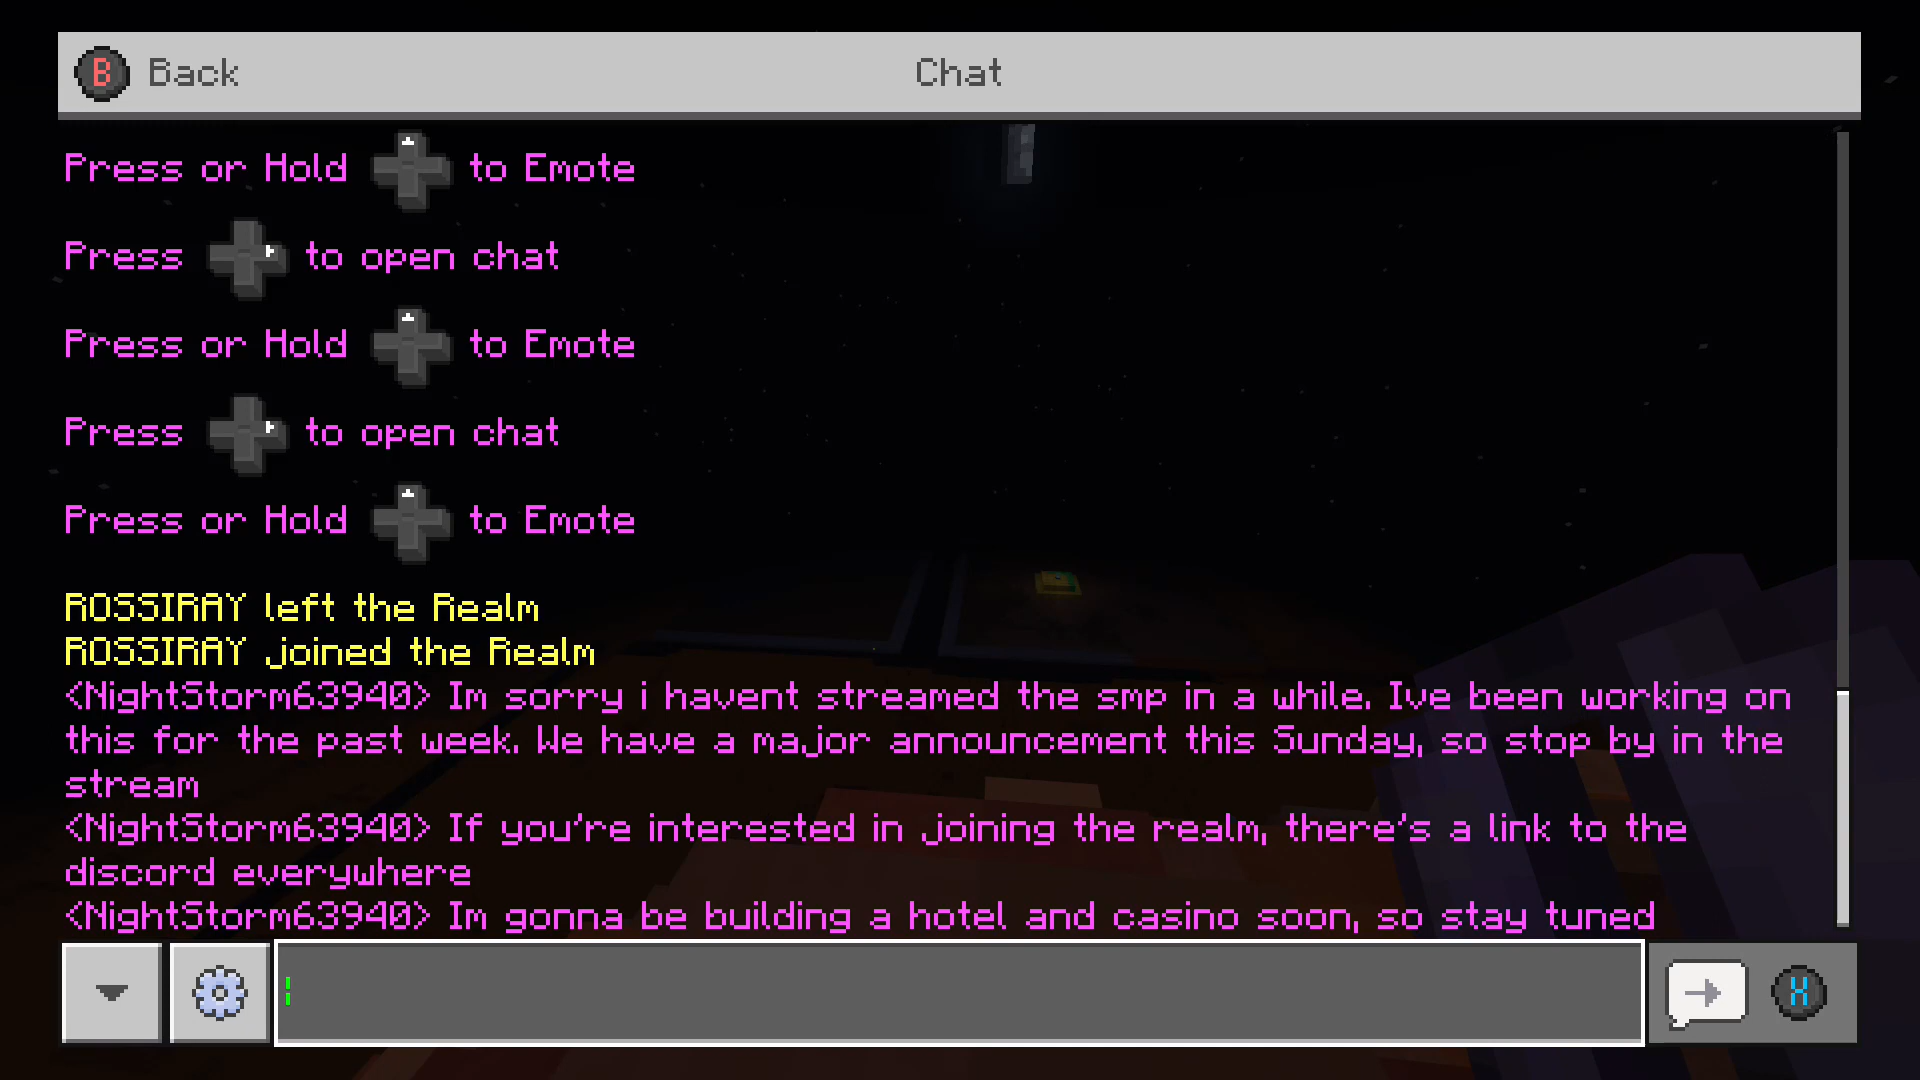 B Back Chat
Press or Hold to Emote
Press to open chat
Press or Hold to Emote
Press to open chat
Press or Hold to Emote
ROSSIRAY left the Realm
ROSSIRAY joined the Realm
<NightStorm63940> Im sorry i havent streamed the smp in a while. Ive been working on
this for the past week. We have a major announcement this Sunday, so stop by in the
stream
<NightStorm63940> If you're interested in joining the realm, there's a link to the
discord everywhere
<NightStorm63940> Im gonna be building a hotel and casino soon, so stay tuned
X